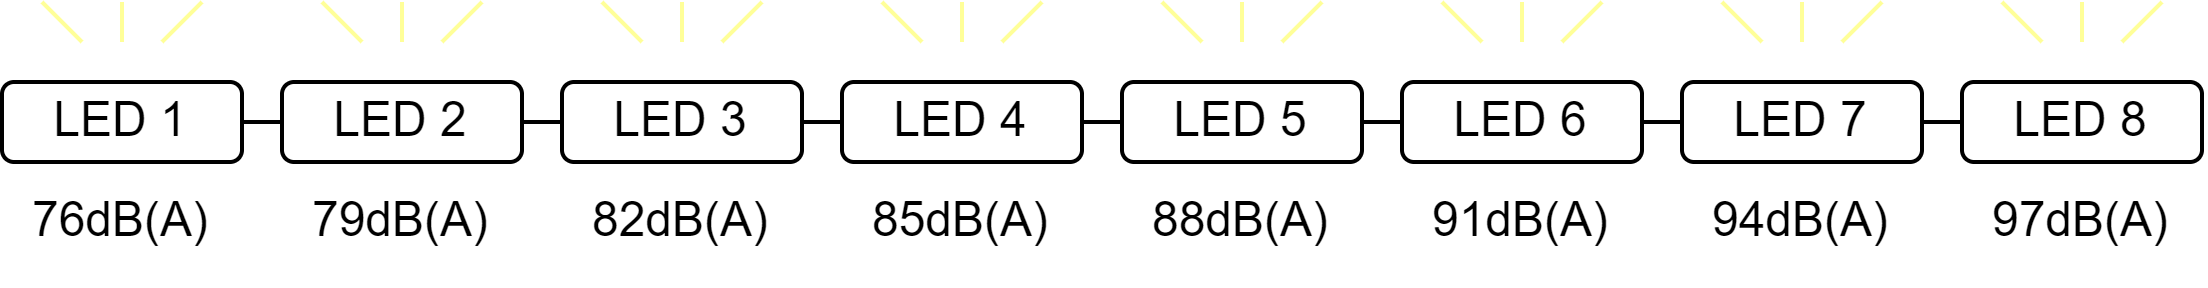 LED 1 LED 2 LED 3 LED 4 LED 5 LED 6 LED 7 LED 8
76dB(A) 79dB(A) 82dB(A) 85dB(A) 88dB(A) 91dB(A) 94dB(A) 97dB(A)